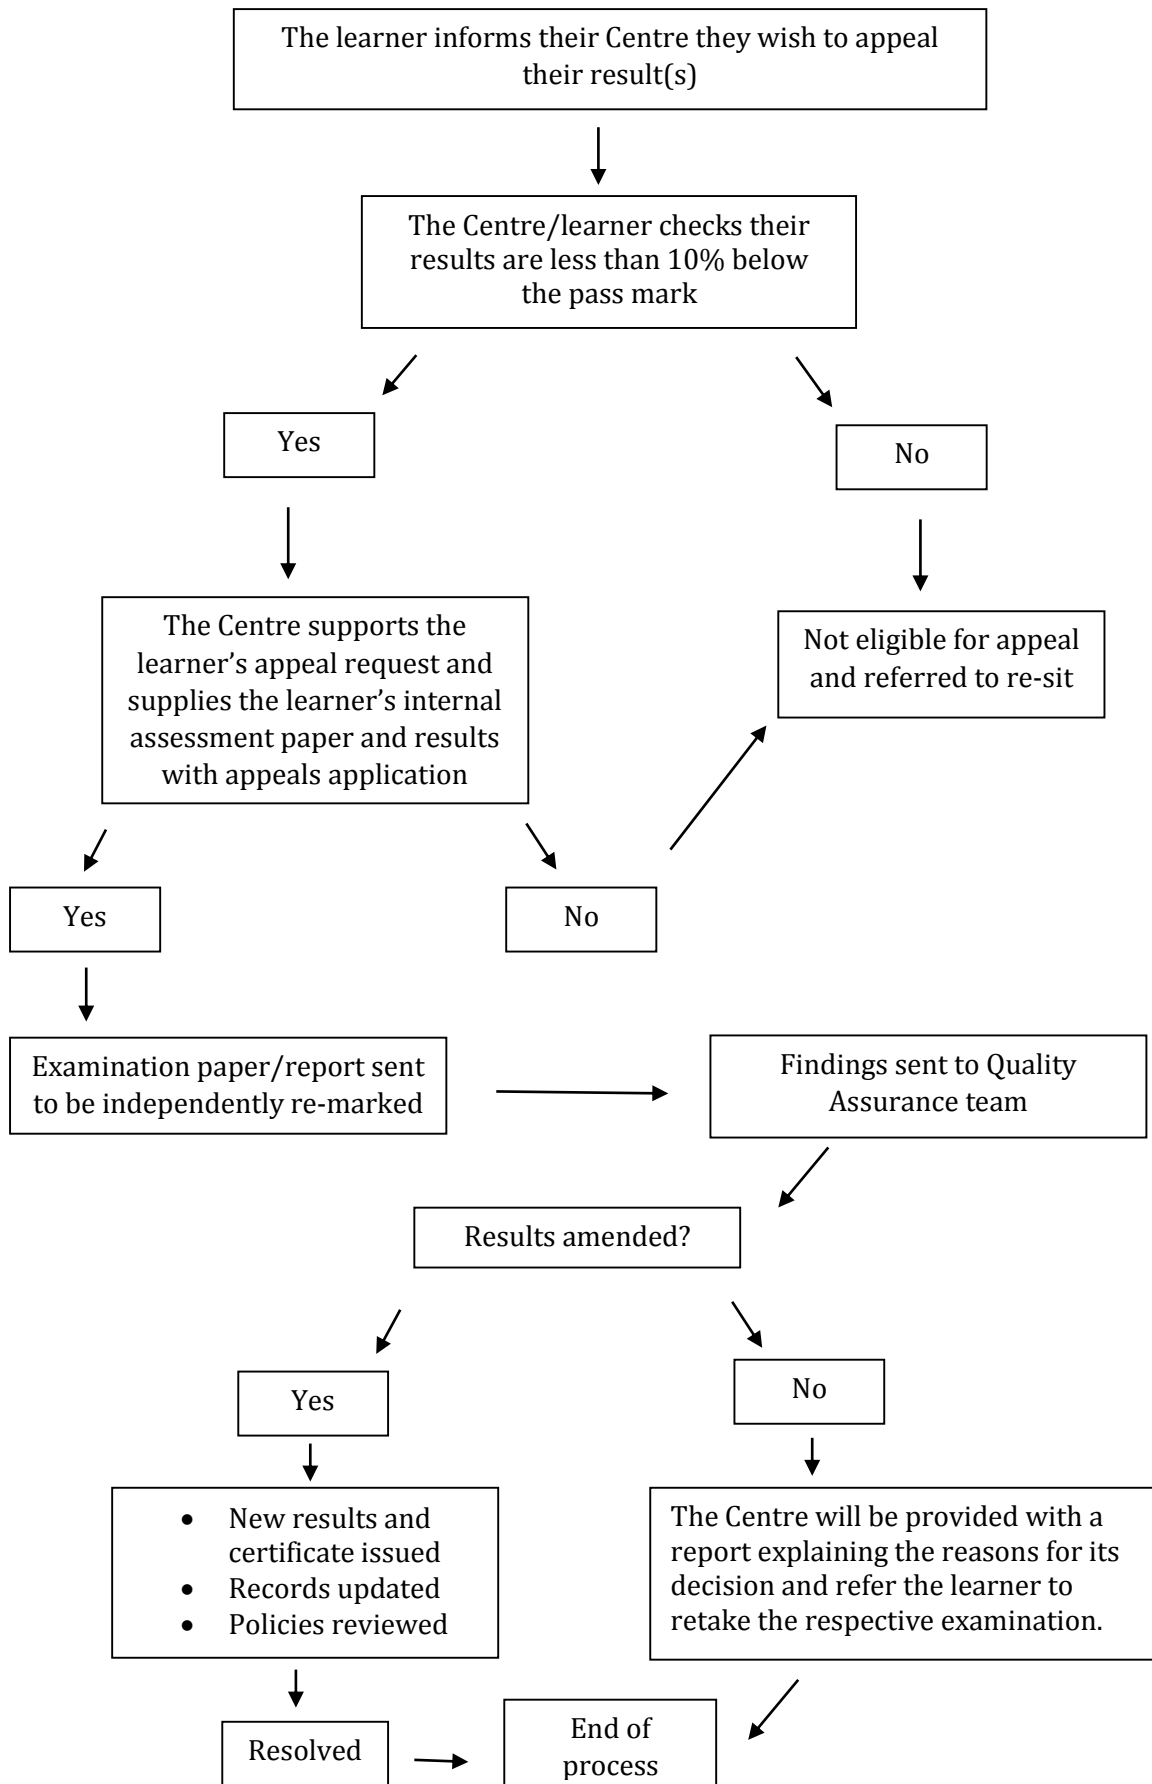 The learner informs their Centre they wish to appeal
their result(s)
The Centre/learner checks their
results are less than 10% below
the pass mark
Yes
No
The Centre supports the
learner’s appeal request and
supplies the learner’s internal
assessment paper and results
with appeals application
Not eligible for appeal
and referred to re-sit
Yes
No
Examination paper/report sent
to be independently re-marked
Findings sent to Quality
Assurance team
Results amended?
Yes
No
• New results and
certificate issued
• Records updated
• Policies reviewed
The Centre will be provided with a
report explaining the reasons for its
decision and refer the learner to
retake the respective examination.
Resolved
End of
process